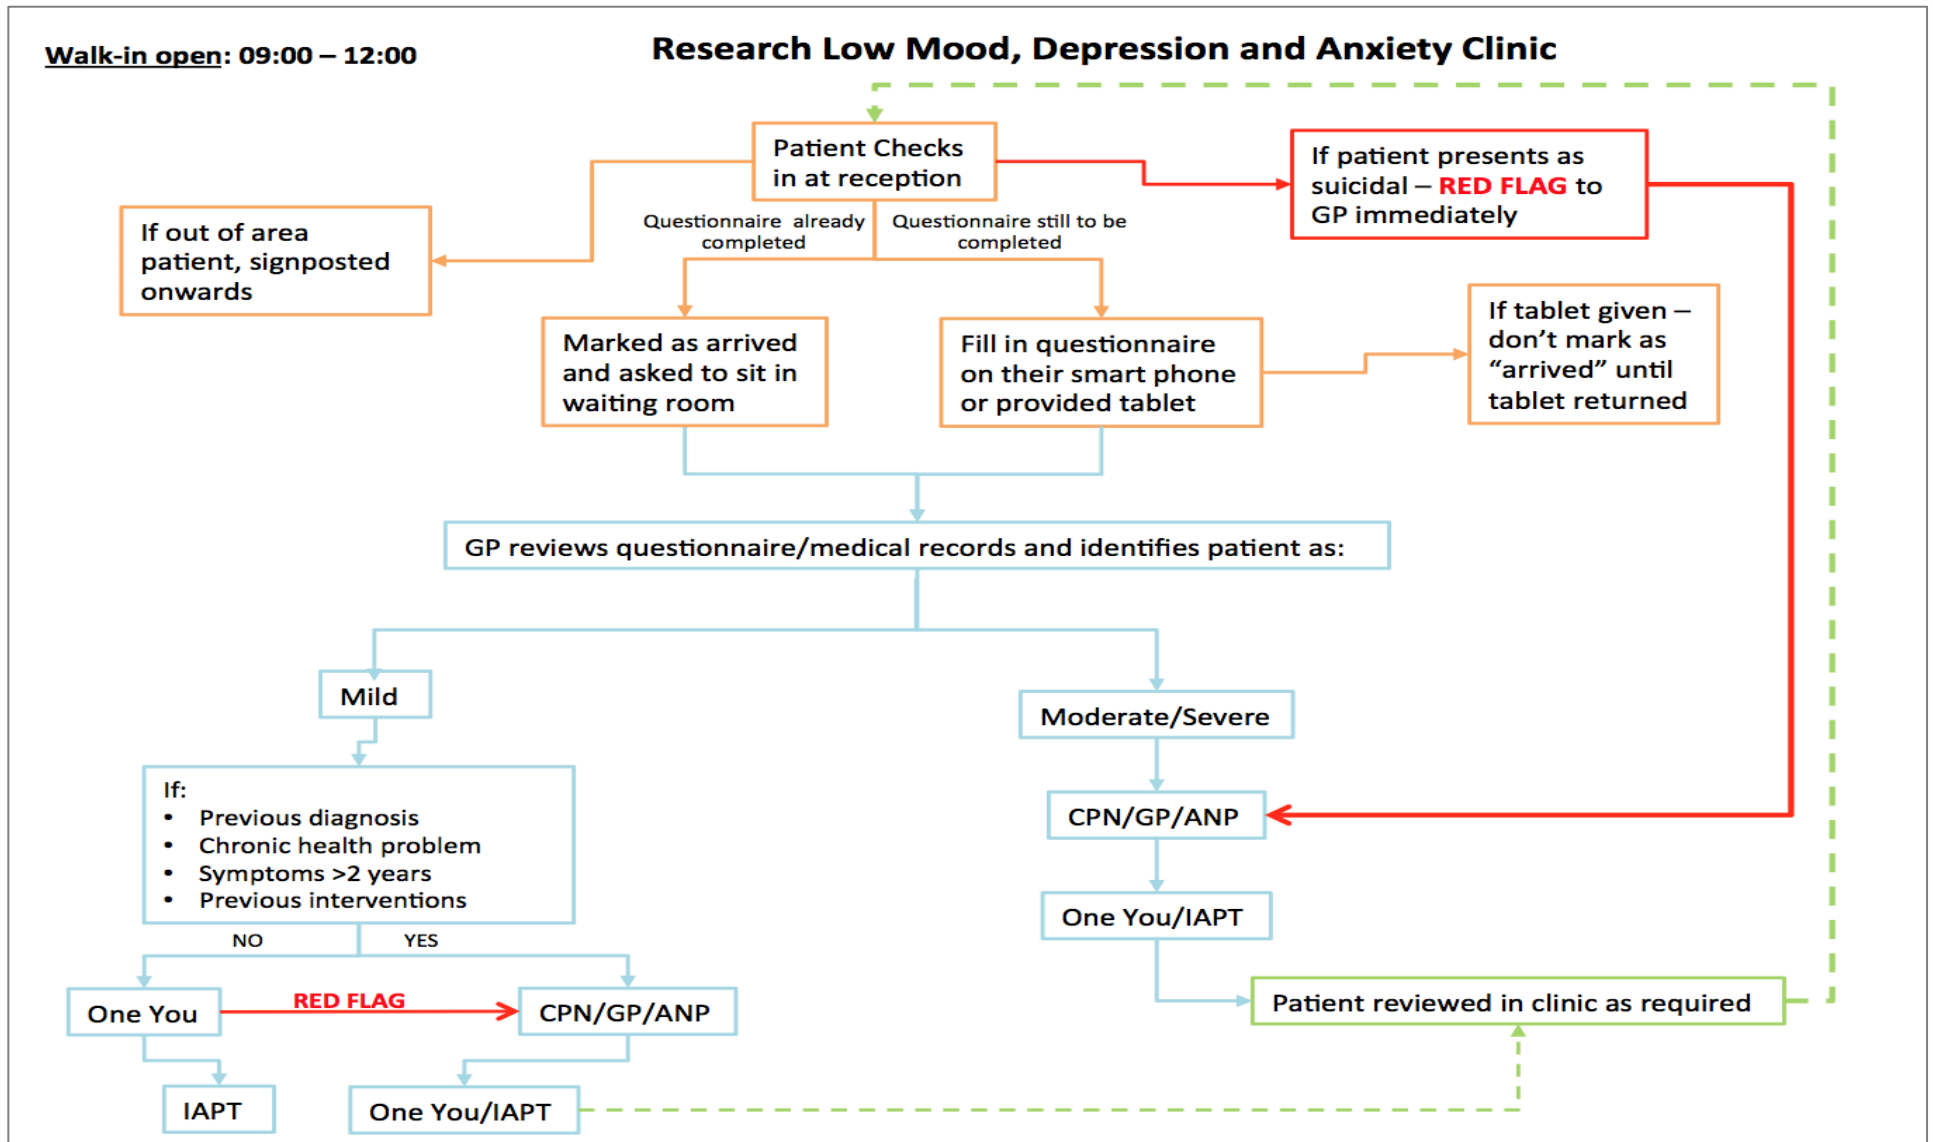 Walk-in open: 09:00 – 12:00
Research Low Mood, Depression and Anxiety Clinic
Patient Checks
in at reception
If patient presents as
suicidal – RED FLAG to
GP immediately
If out of area
patient, signposted
onwards
Questionnaire already
completed
Questionnaire still to be
completed
Marked as arrived
and asked to sit in
waiting room
Fill in questionnaire
on their smart phone
or provided tablet
If tablet given –
don’t mark as
“arrived” until
tablet returned
GP reviews questionnaire/medical records and identifies patient as:
Mild
Moderate/Severe
If:
• Previous diagnosis
• Chronic health problem
• Symptoms >2 years
• Previous interventions
CPN/GP/ANP
One You/IAPT
NO
YES
One You
RED FLAG
CPN/GP/ANP
Patient reviewed in clinic as required
IAPT
One You/IAPT